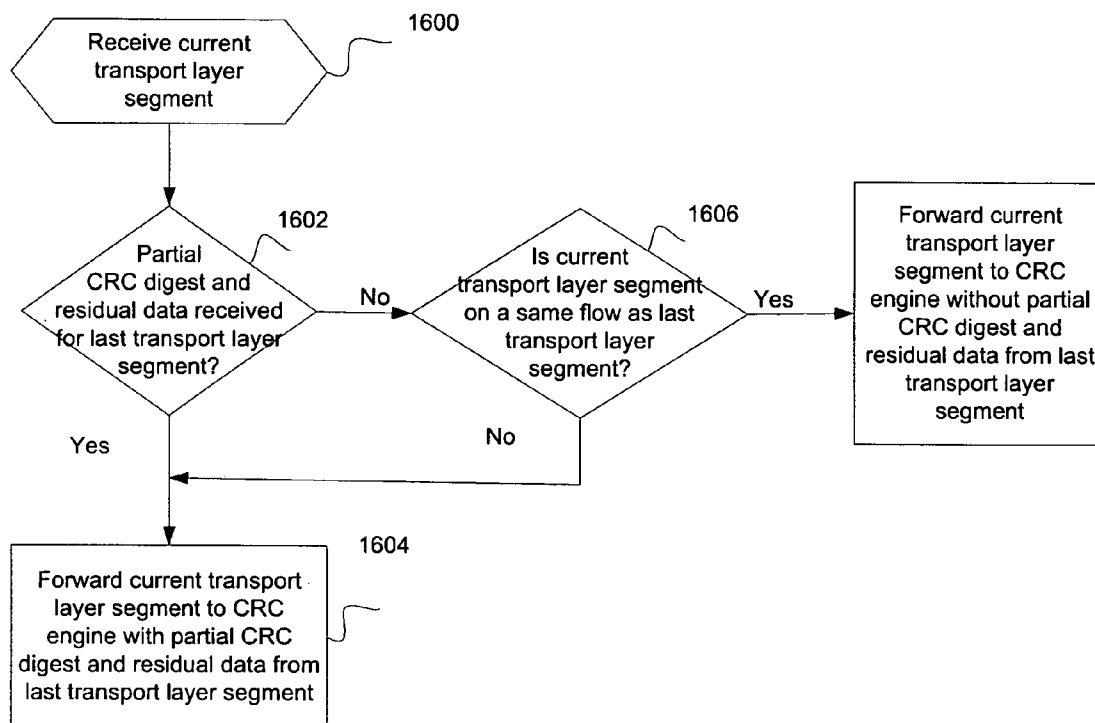 1600
Receive current
transport layer
segment
1602
Partial
CRC digest and
residual data received
for last transport layer
segment?
No
Yes
1606
Is current
transport layer segment
on a same flow as last
transport layer
segment?
Yes
No
Forward current
transport layer
segment to CRC
engine without partial
CRC digest and
residual data from last
transport layer
segment
1604
Forward current transport
layer segment to CRC
engine with partial CRC
digest and residual data from
last transport layer segment